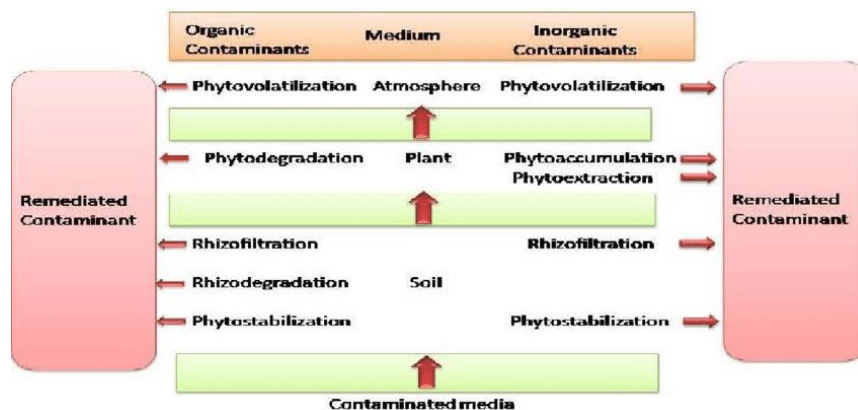 Organic
Contaminants
Medium
Inorganic
Contaminants
Phytovolatilization Atmosphere Phytovolatilization
Phytodegradation Plant Phytoaccumulation
Phytoextraction
Remediated
Contaminant
Remediated
Contaminant
Rhizofiltration Rhizofiltration
Rhizodegradation Soil
Phytostabilization Phytostabilization
Contaminated media